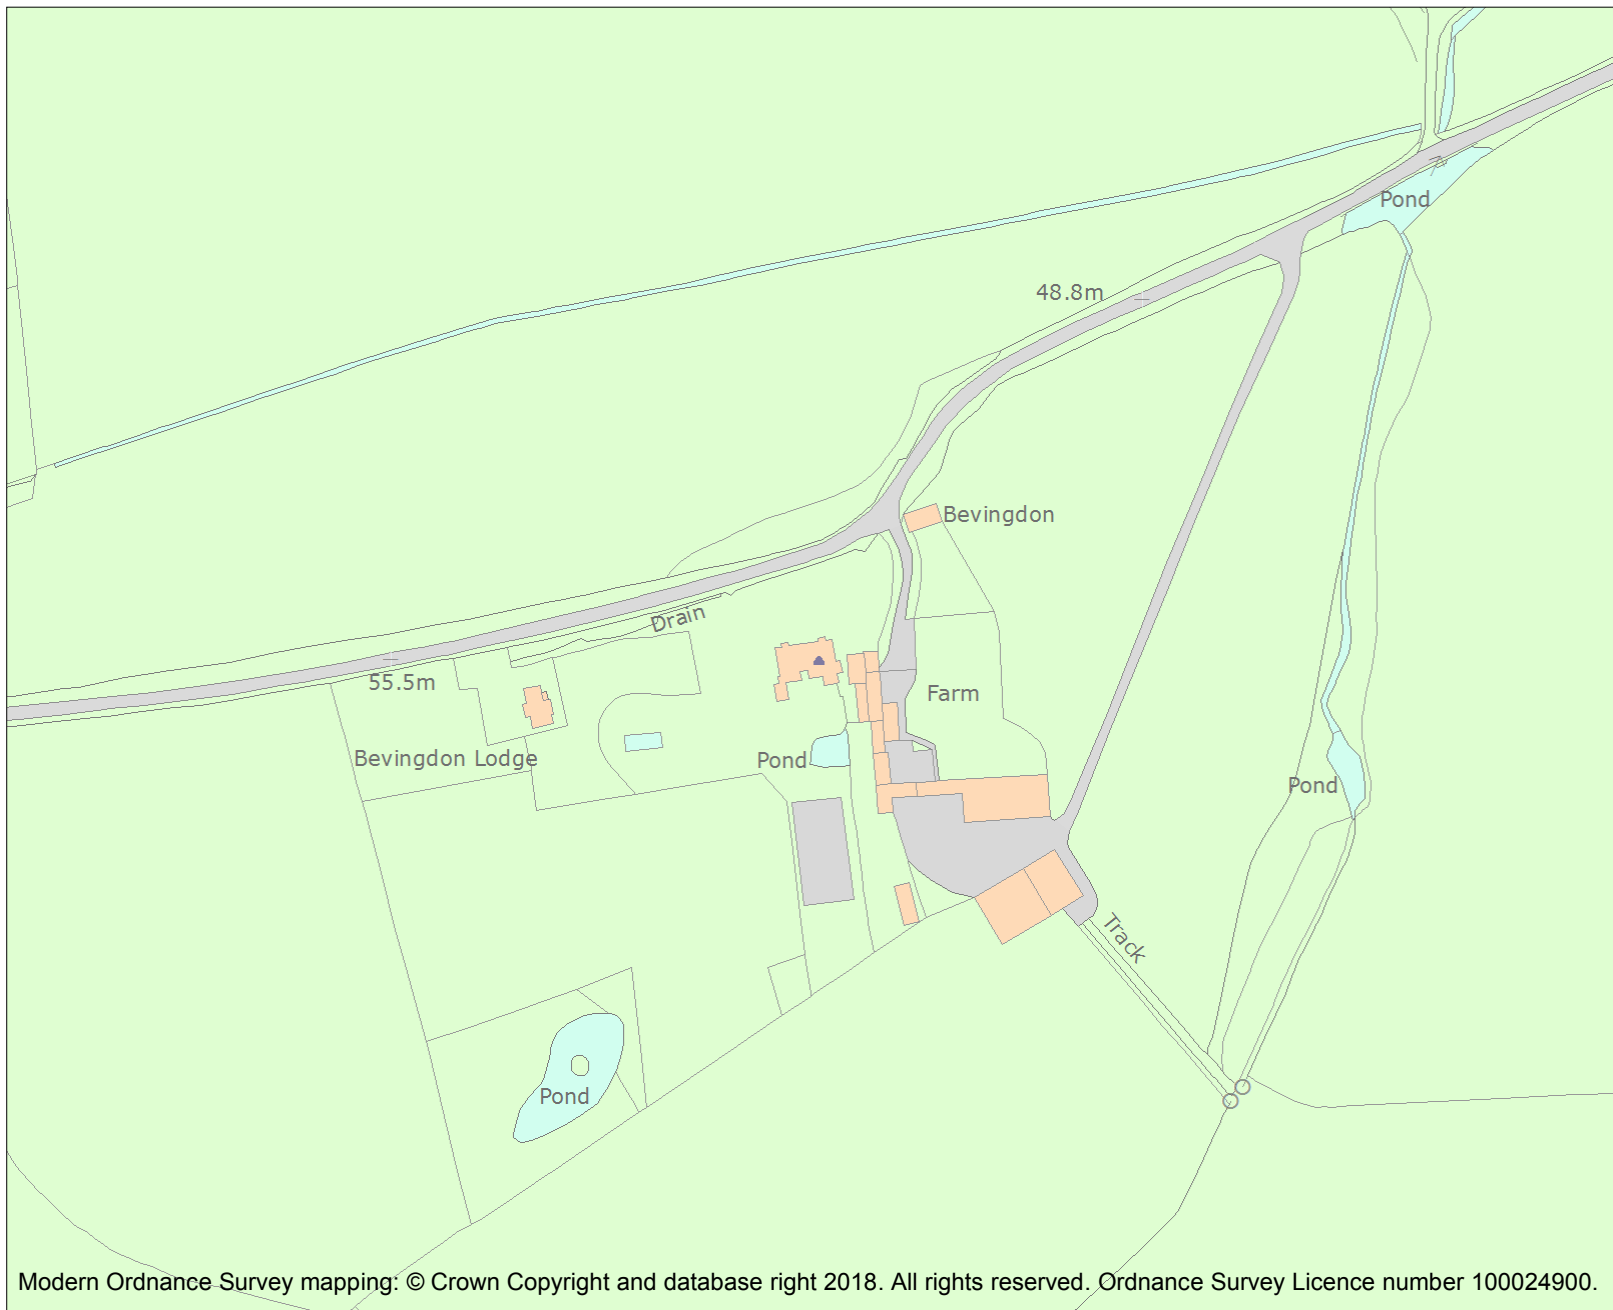 Pond
48.8m
Bevingdon
Drain
55.5m
Farm
Bevingdon Lodge
Pond
Pond
Track
Pond
Modern Ordnance Survey mapping: © Crown Copyright and database right 2018. All rights reserved. Ordnance Survey Licence number 100024900.